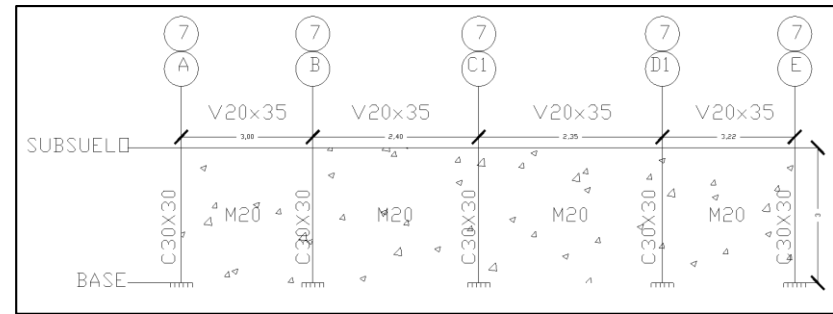 7 7 7 7 7
A B C1 D1 E
V20x35 V20x35 V20x35 V20x35
3,00 2,40 2,35 3,22
SUBSUELO
C30X30 M20 C30X30 M20 C30X30 M20 C30X30 M20 C30X30 3
BASE